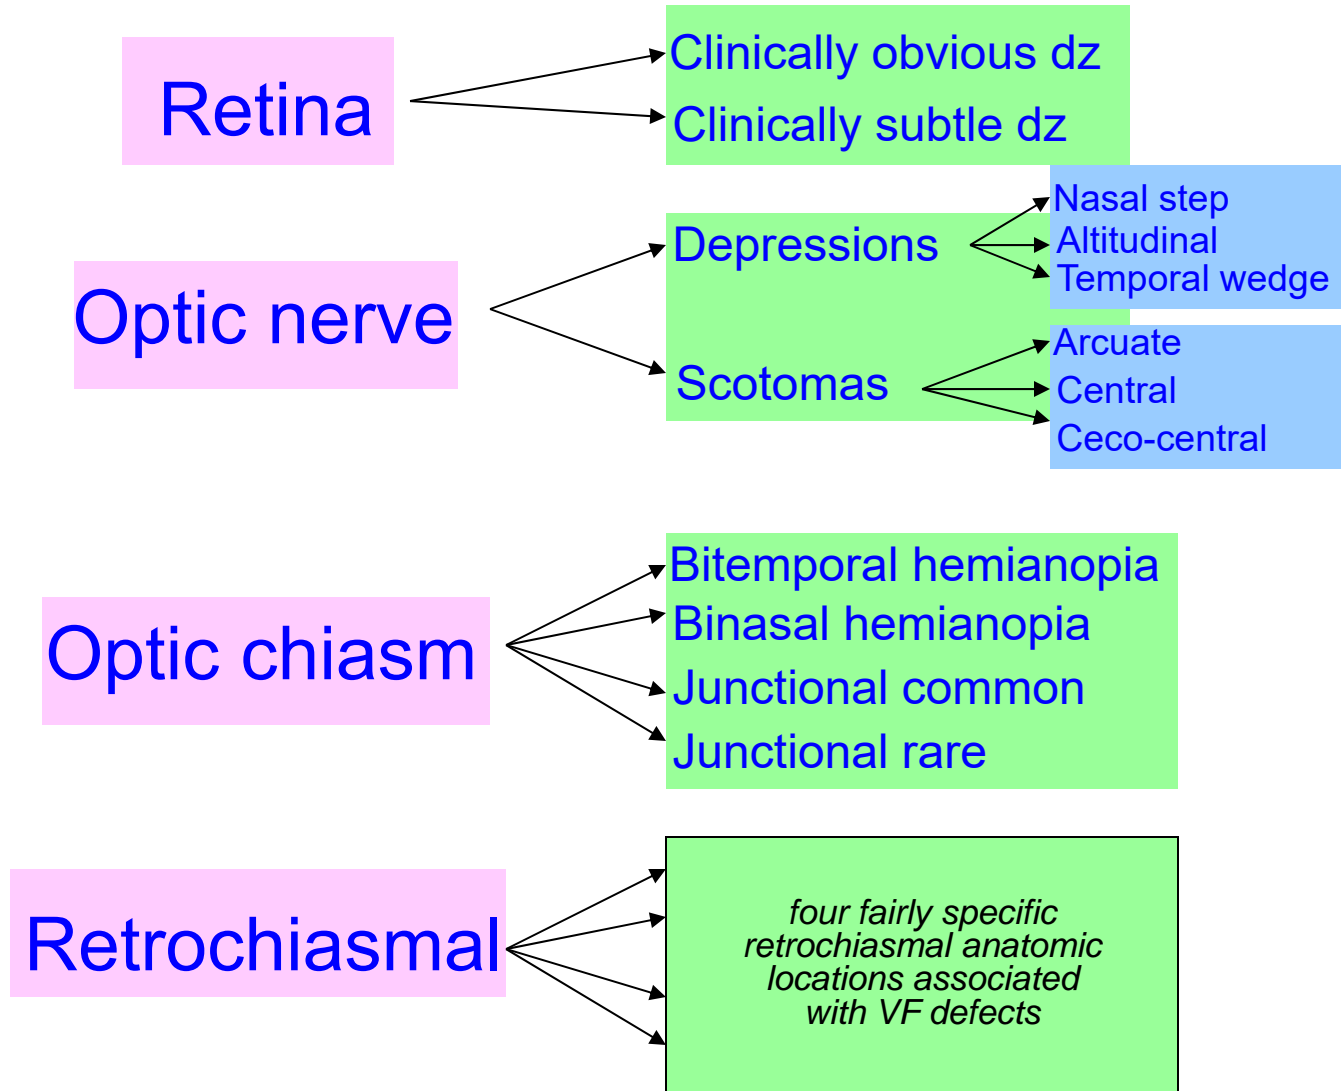 Retina
Clinically obvious dz
Clinically subtle dz
Optic nerve
Depressions
Nasal step
Altitudinal
Temporal wedge
Scotomas
Arcuate
Central
Ceco-central
Optic chiasm
Bitemporal hemianopia
Binasal hemianopia
Junctional common
Junctional rare
Retrochiasmal
four fairly specific
retrochiasmal anatomic
locations associated
with VF defects